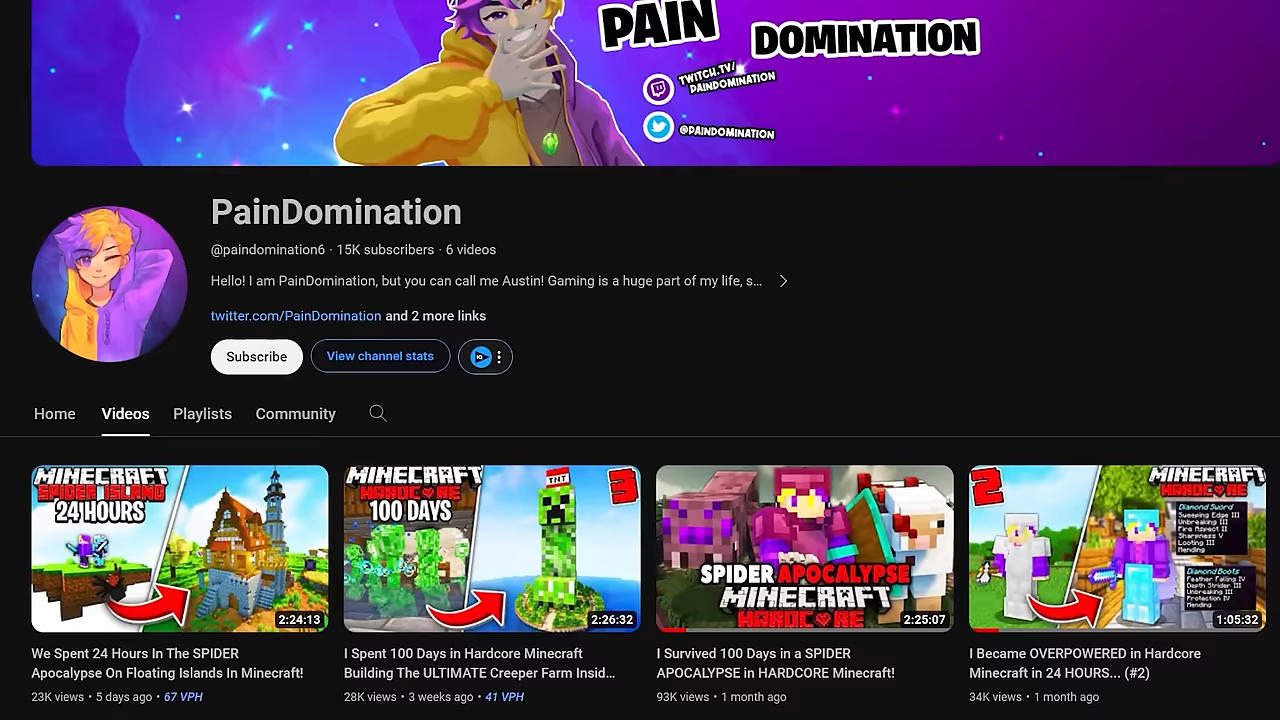 PAIN DOMINATION
TWITCH.TV/
PAINDOMINATION
@PAINDOMINATION
PainDomination
@paindomination6 · 15K subscribers · 6 videos
Hello! I am PainDomination, but you can call me Austin! Gaming is a huge part of my life, s...
twitter.com/PainDomination and 2 more links
Subscribe
View channel stats
IQ
Home
Videos
Playlists
Community
MINECRAFT
SPIDER ISLAND
24 HOURS
2:24:13
MINECRAFT
HARDCORE
100 DAYS
TNT
3
2:26:32
SPIDER APOCALYPSE
MINECRAFT
HARDCORE
2:25:07
2
MINECRAFT
HARDCORE
Diamond Sword
Sweeping Edge III
Unbreaking III
Fire Aspect II
Sharpness V
Looting III
Mending
Diamond Boots
Feather Falling IV
Depth Strider III
Unbreaking III
Protection IV
Mending
1:05:32
We Spent 24 Hours In The SPIDER
Apocalypse On Floating Islands In Minecraft!
23K views • 5 days ago • 67 VPH
I Spent 100 Days in Hardcore Minecraft
Building The ULTIMATE Creeper Farm Insid...
28K views • 3 weeks ago • 41 VPH
I Survived 100 Days in a SPIDER
APOCALYPSE in HARDCORE Minecraft!
93K views • 1 month ago
I Became OVERPOWERED in Hardcore
Minecraft in 24 HOURS... (#2)
34K views • 1 month ago